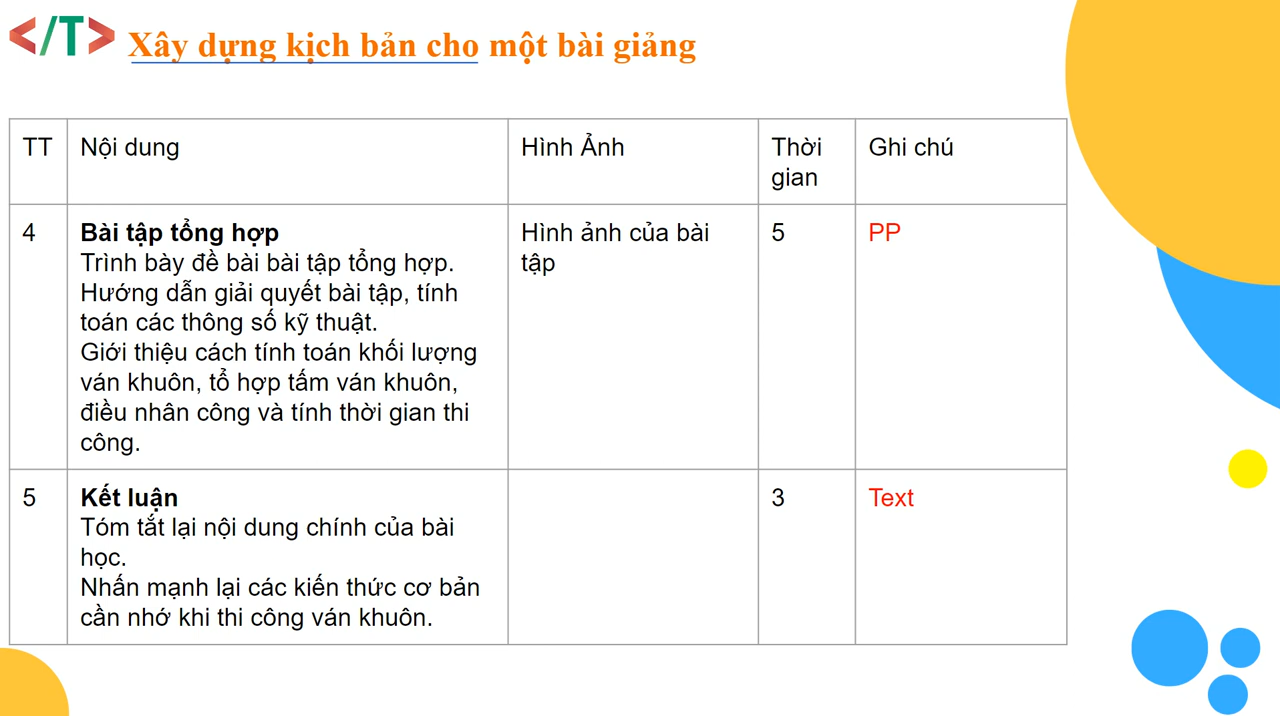 </T>
Xây dựng kịch bản cho một bài giảng
TT
Nội dung
Hình Ảnh
Thời
gian
Ghi chú
4
Bài tập tổng hợp
Trình bày đề bài bài tập tổng hợp.
Hướng dẫn giải quyết bài tập, tính
toán các thông số kỹ thuật.
Giới thiệu cách tính toán khối lượng
ván khuôn, tổ hợp tấm ván khuôn,
điều nhân công và tính thời gian thi
công.
Hình ảnh của bài
tập
5
PP
5
Kết luận
Tóm tắt lại nội dung chính của bài
học.
Nhấn mạnh lại các kiến thức cơ bản
cần nhớ khi thi công ván khuôn.
3
Text